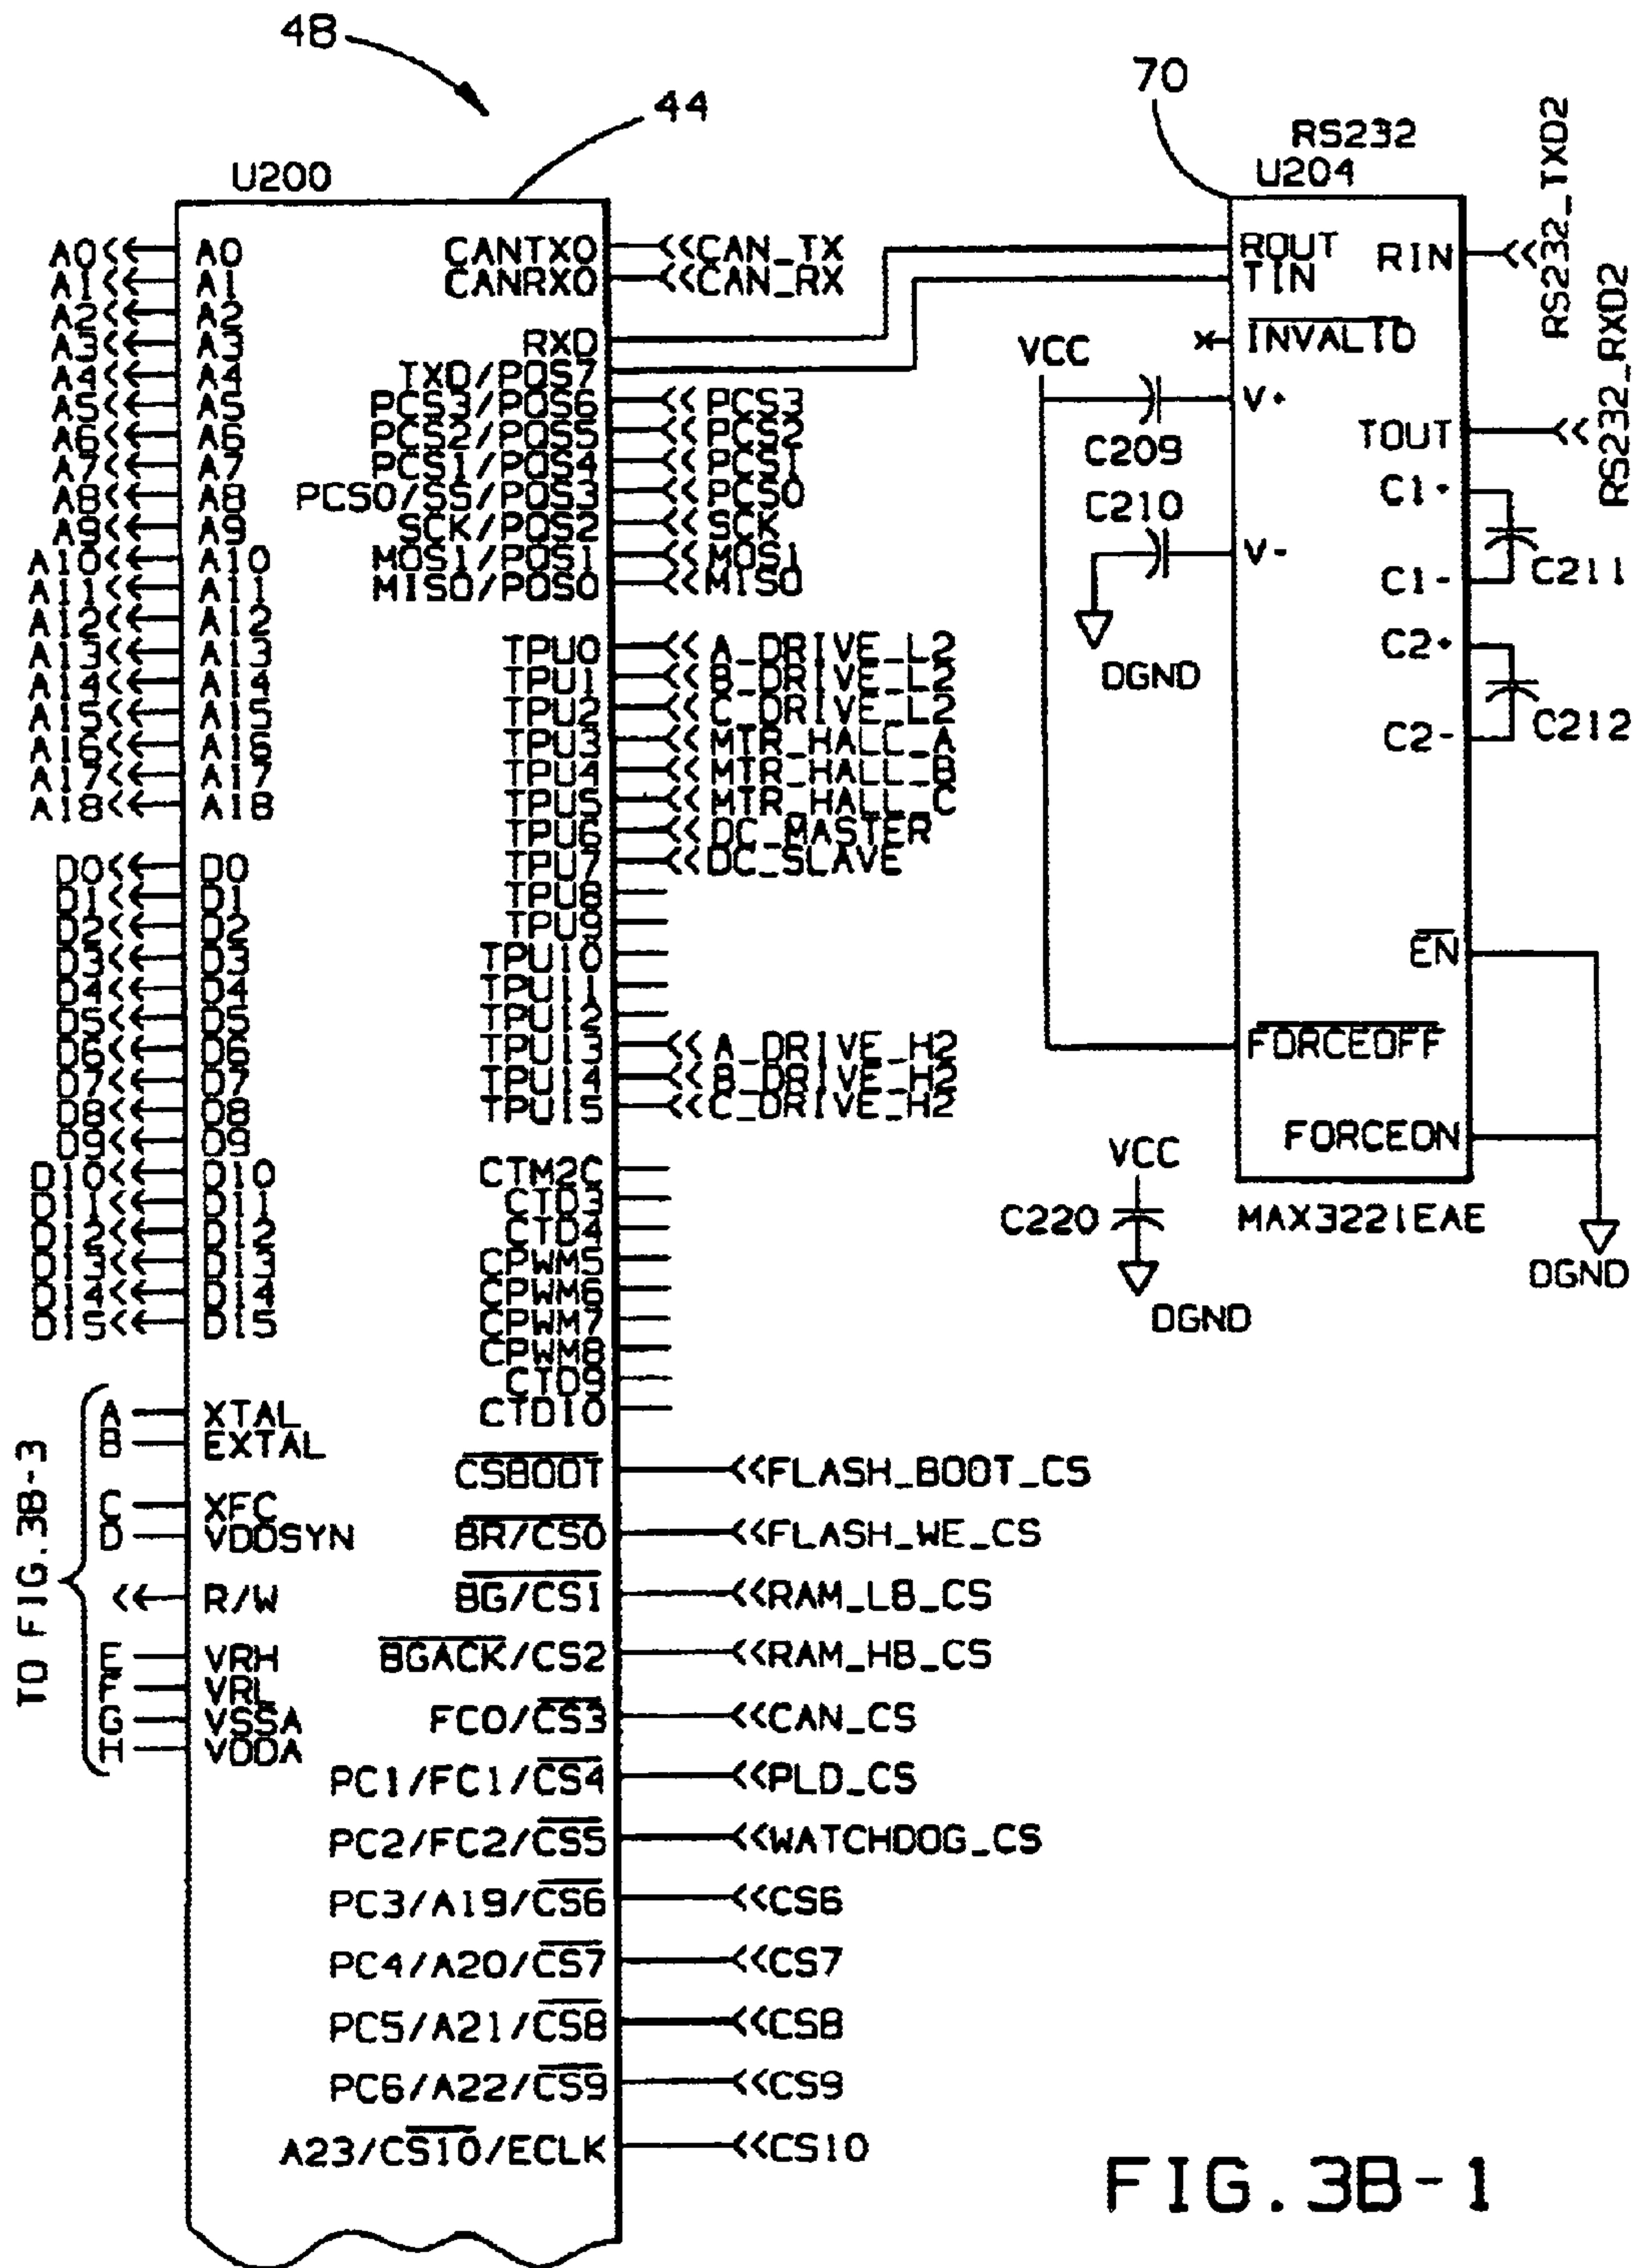 48
44
70
U200
RS232
U204
RS232_TXD2
RS232_RXD2
A0<< A0
A1<< A1
A2<< A2
A3<< A3
A4<< A4
A5<< A5
A6<< A6
A7<< A7
A8<< A8
A9<< A9
A10<< A10
A11<< A11
A12<< A12
A13<< A13
A14<< A14
A15<< A15
A16<< A16
A17<< A17
A18<< A18
D0<< D0
D1<< D1
D2<< D2
D3<< D3
D4<< D4
D5<< D5
D6<< D6
D7<< D7
D8<< D8
D9<< D9
D10<< D10
D11<< D11
D12<< D12
D13<< D13
D14<< D14
D15<< D15
TO FIG.3B-3
A XTAL
B EXTAL
C XFC
D VDDSYN
<< R/W
E VRH
F VRL
G VSSA
H VDDA
CANTX0 <<CAN_TX
CANRX0 <<CAN_RX
RXD
TXD/PQS7
PCS3/PQS6 <<PCS3
PCS2/PQS5 <<PCS2
PCS1/PQS4 <<PCS1
PCS0/SS/PQS3 <<PCS0
SCK/PQS2 <<SCK
MOSI/PQS1 <<MOSI
MISO/PQS0 <<MISO
TPU0 <<A_DRIVE_L2
TPU1 <<B_DRIVE_L2
TPU2 <<C_DRIVE_L2
TPU3 <<MTR_HALL_A
TPU4 <<MTR_HALL_B
TPU5 <<MTR_HALL_C
TPU6 <<DC_MASTER
TPU7 <<DC_SLAVE
TPU8
TPU9
TPU10
TPU11
TPU12
TPU13 <<A_DRIVE_H2
TPU14 <<B_DRIVE_H2
TPU15 <<C_DRIVE_H2
CTM2C
CTD3
CTD4
CPWM5
CPWM6
CPWM7
CPWM8
CTD9
CTD10
CSBOOT <<FLASH_BOOT_CS
BR/CS0 <<FLASH_WE_CS
BG/CS1 <<RAM_LB_CS
BGACK/CS2 <<RAM_HB_CS
FC0/CS3 <<CAN_CS
PC1/FC1/CS4 <<PLD_CS
PC2/FC2/CS5 <<WATCHDOG_CS
PC3/A19/CS6 <<CS6
PC4/A20/CS7 <<CS7
PC5/A21/CS8 <<CS8
PC6/A22/CS9 <<CS9
A23/CS10/ECLK <<CS10
ROUT
TIN
x INVALID
V+
V-
FORCEOFF
RIN <<
TOUT <<
C1+
C1-
C2+
C2-
EN
FORCEON
VCC
C209
C210
DGND
C211
C212
VCC
C220
DGND
MAX3221EAE
DGND
FIG.3B-1